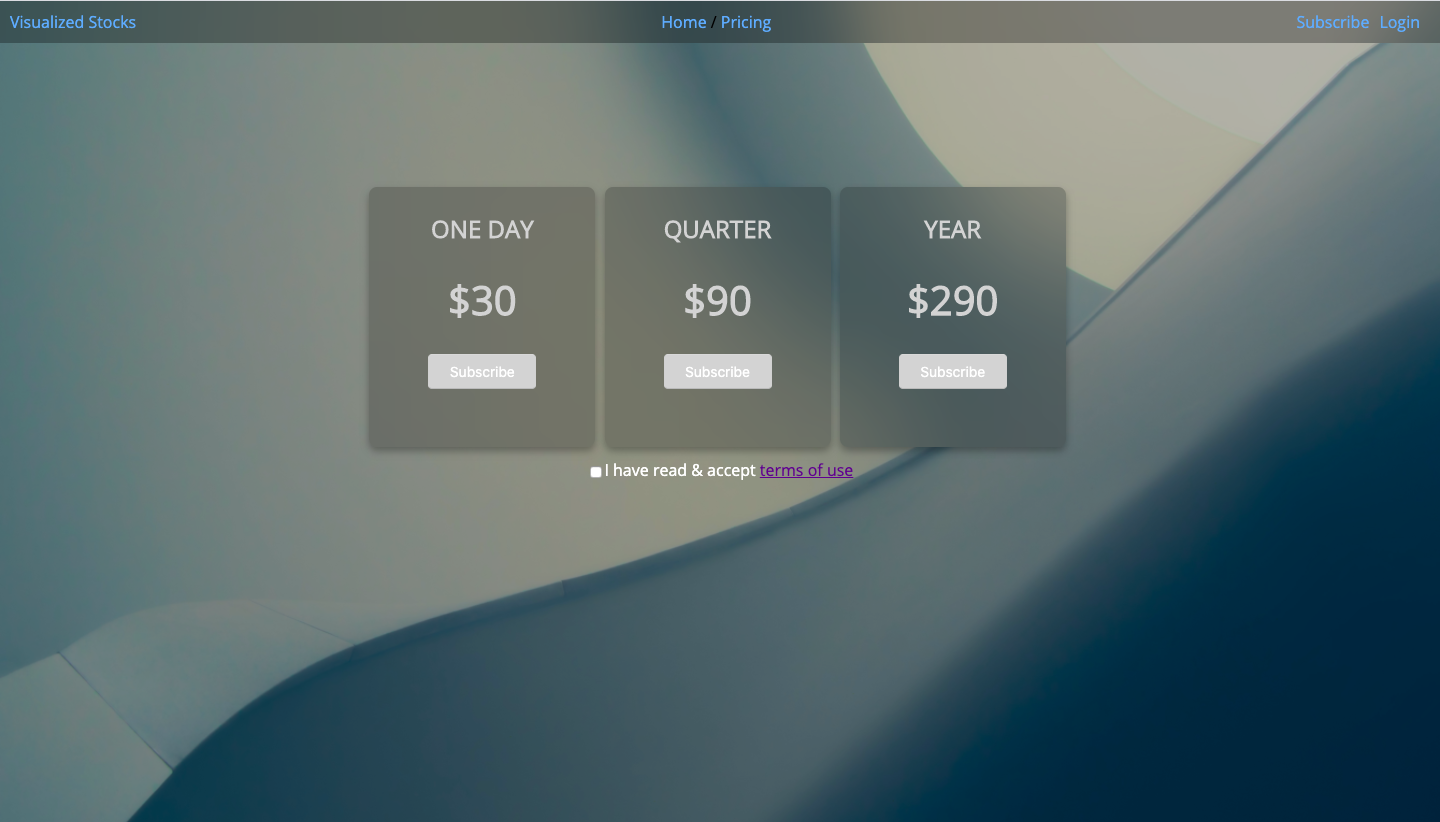 Visualized Stocks
Home / Pricing
Subscribe Login
ONE DAY
$30
Subscribe
QUARTER
$90
Subscribe
YEAR
$290
Subscribe
I have read & accept terms of use